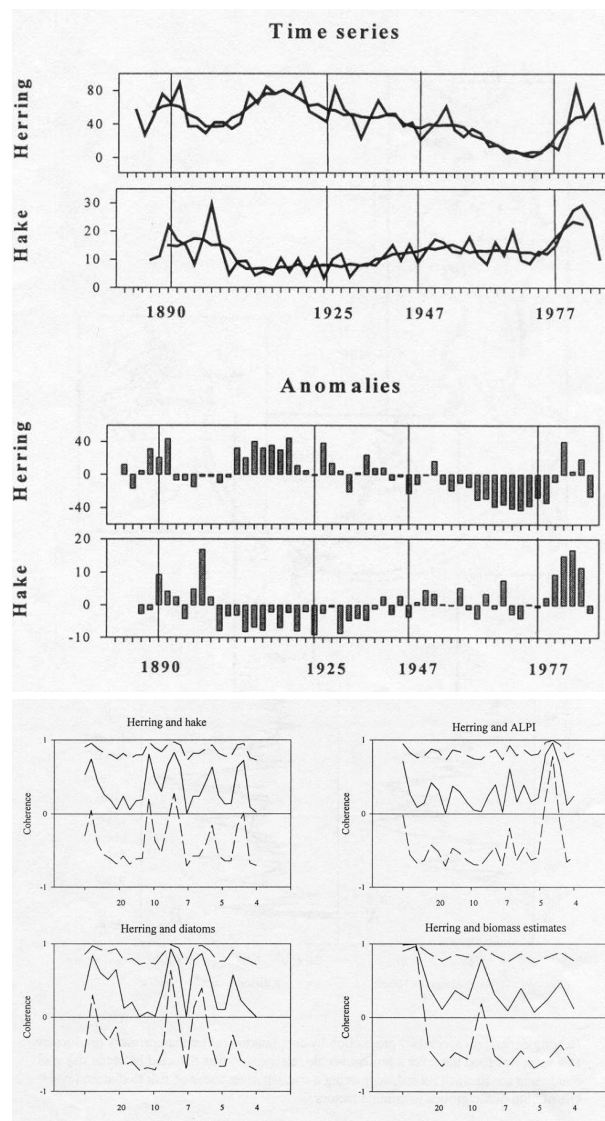 Time series
Herring
80
40
0
Hake
30
20
10
0
1890 1925 1947 1977
Anomalies
Herring
40
0
-40
Hake
20
10
0
-10
1890 1925 1947 1977
Herring and hake
Coherence
1
0
-1
20 10 7 5 4
Herring and ALPI
Coherence
1
0
-1
20 10 7 5 4
Herring and diatoms
Coherence
1
0
-1
20 10 7 5 4
Herring and biomass estimates
Coherence
1
0
-1
20 10 7 5 4